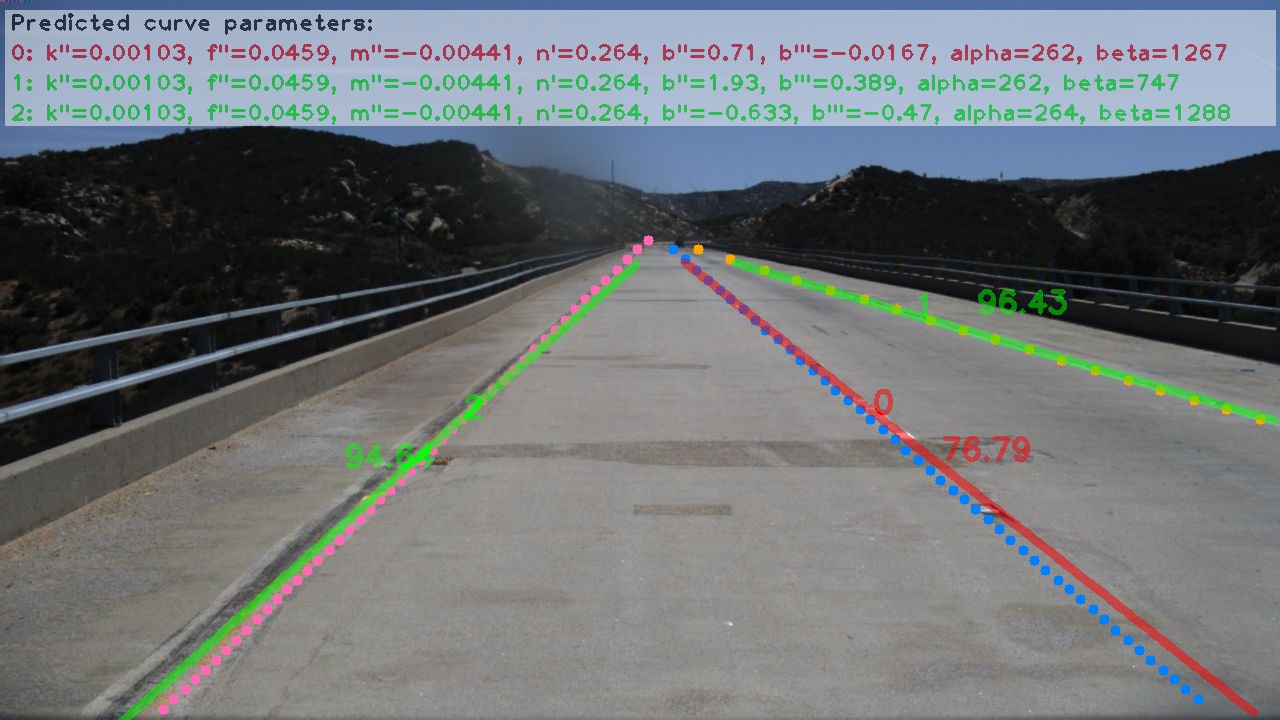 Predicted curve parameters:
0: k''=0.00103, f''=0.0459, m''=−0.00441, n'=0.264, b''=0.71, b'''=−0.0167, alpha=262, beta=1267
1: k''=0.00103, f''=0.0459, m''=−0.00441, n'=0.264, b''=1.93, b'''=0.389, alpha=262, beta=747
2: k''=0.00103, f''=0.0459, m''=−0.00441, n'=0.264, b''=−0.633, b'''=−0.47, alpha=264, beta=1288
1 96.43
2 0
76.79